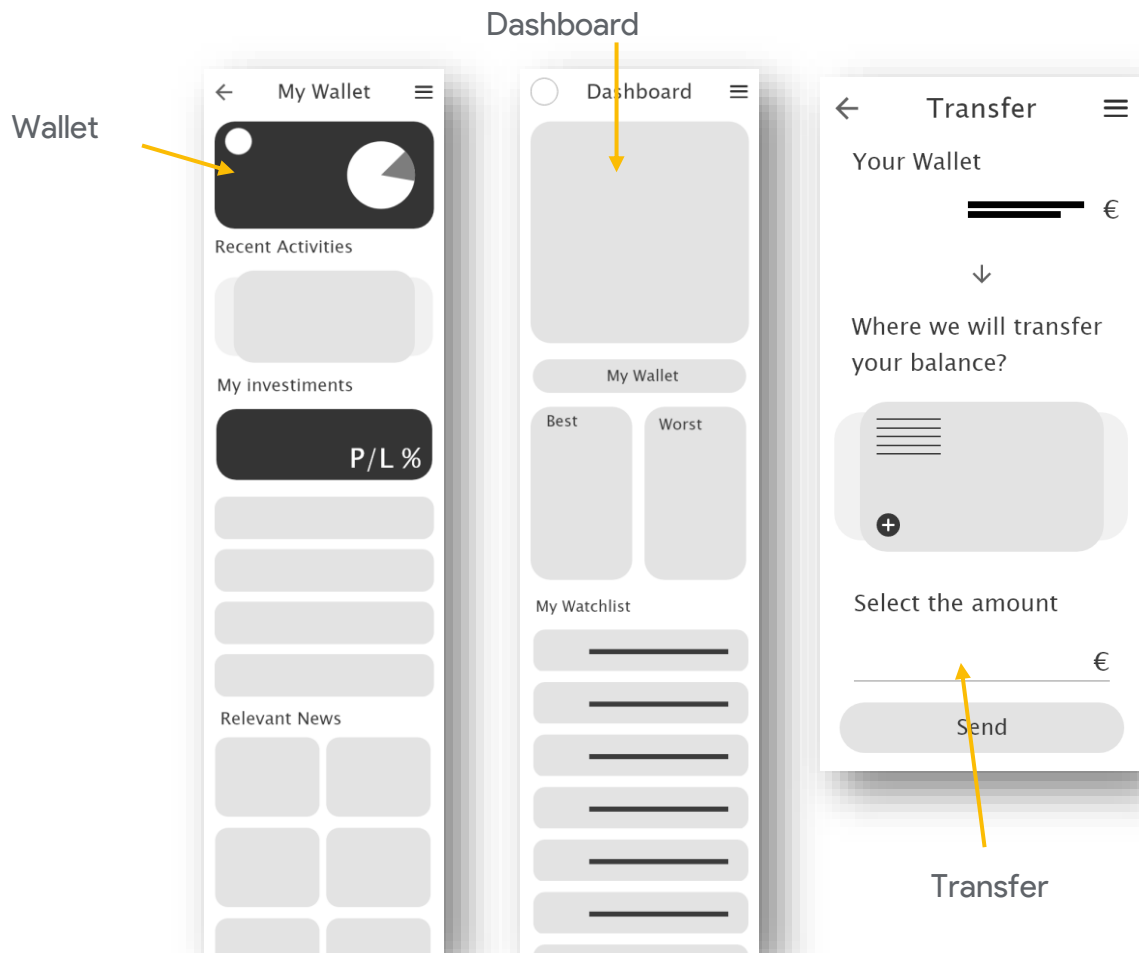 Dashboard
Wallet
My Wallet
Recent Activities
My investiments
P/L %
Relevant News
Dashboard
My Wallet
Best
Worst
My Watchlist
Transfer
Your Wallet
€
Where we will transfer
your balance?
Select the amount
€
Send
Transfer